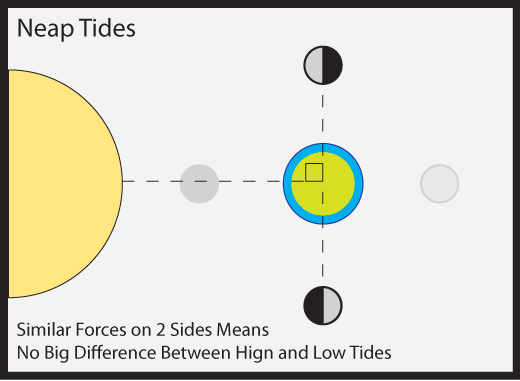 Neap Tides
Similar Forces on 2 Sides Means
No Big Difference Between Hign and Low Tides